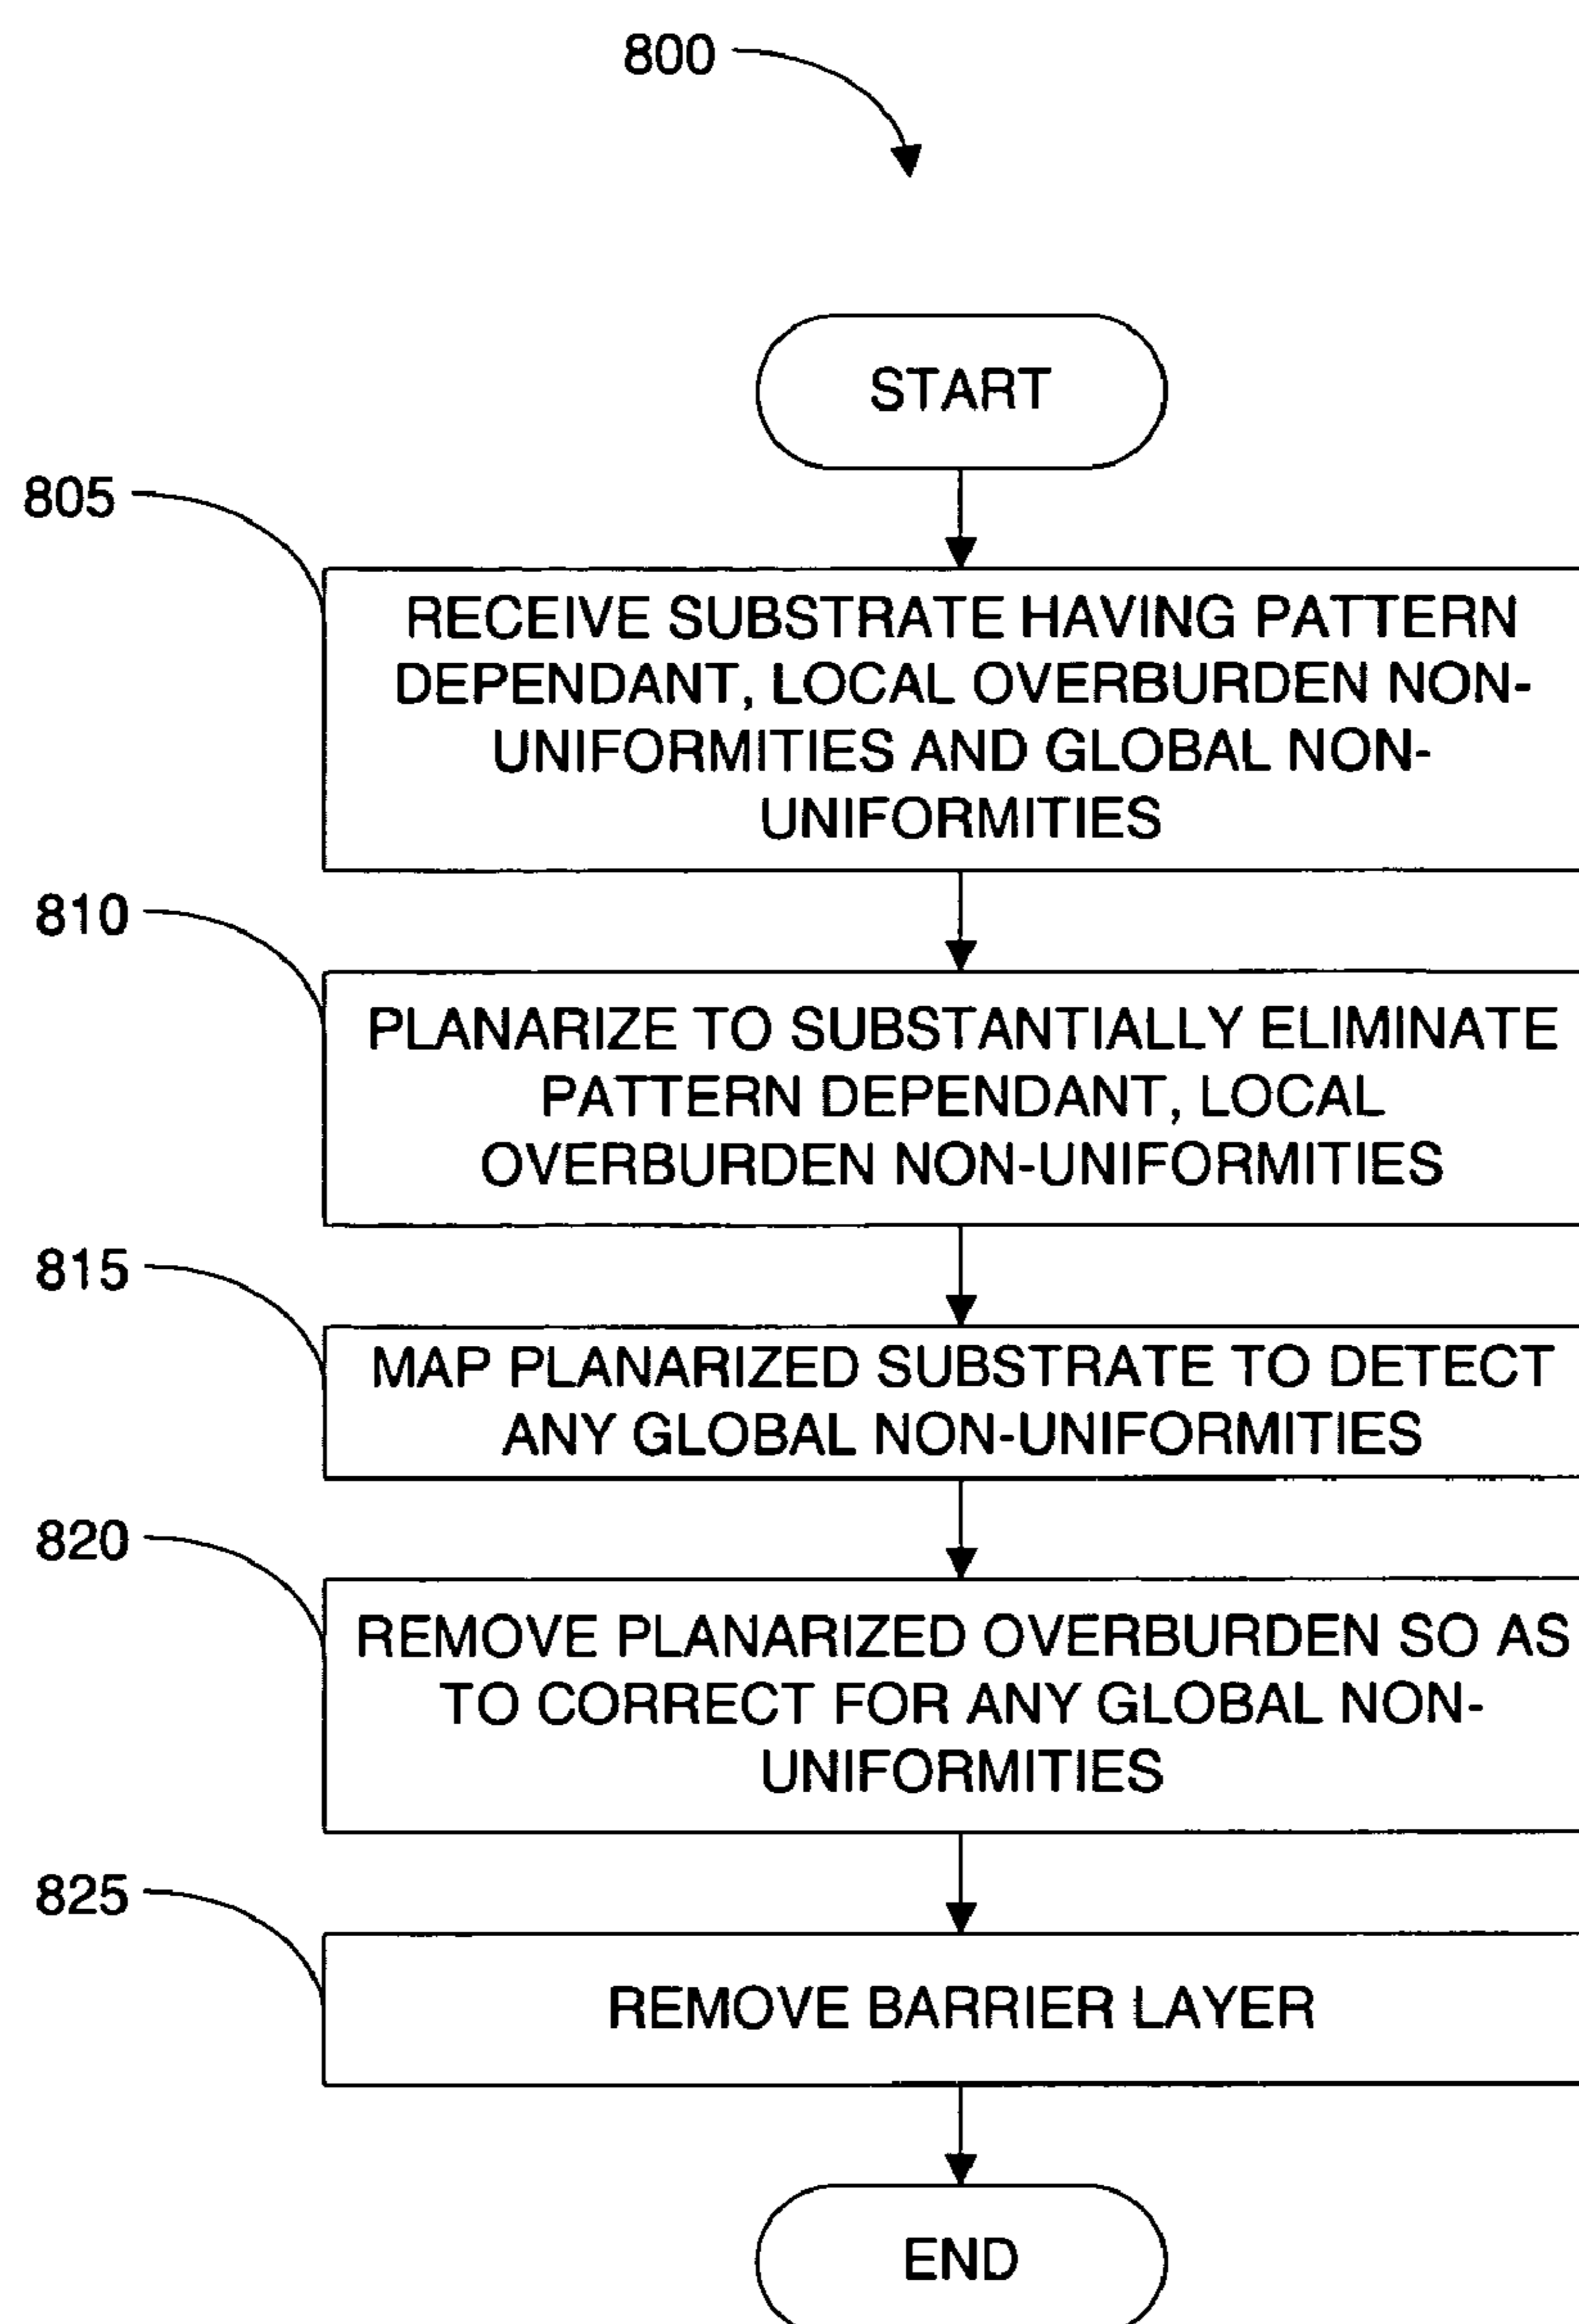 800
START
805
RECEIVE SUBSTRATE HAVING PATTERN
DEPENDANT, LOCAL OVERBURDEN NON-
UNIFORMITIES AND GLOBAL NON-
UNIFORMITIES
810
PLANARIZE TO SUBSTANTIALLY ELIMINATE
PATTERN DEPENDANT, LOCAL
OVERBURDEN NON-UNIFORMITIES
815
MAP PLANARIZED SUBSTRATE TO DETECT
ANY GLOBAL NON-UNIFORMITIES
820
REMOVE PLANARIZED OVERBURDEN SO AS
TO CORRECT FOR ANY GLOBAL NON-
UNIFORMITIES
825
REMOVE BARRIER LAYER
END